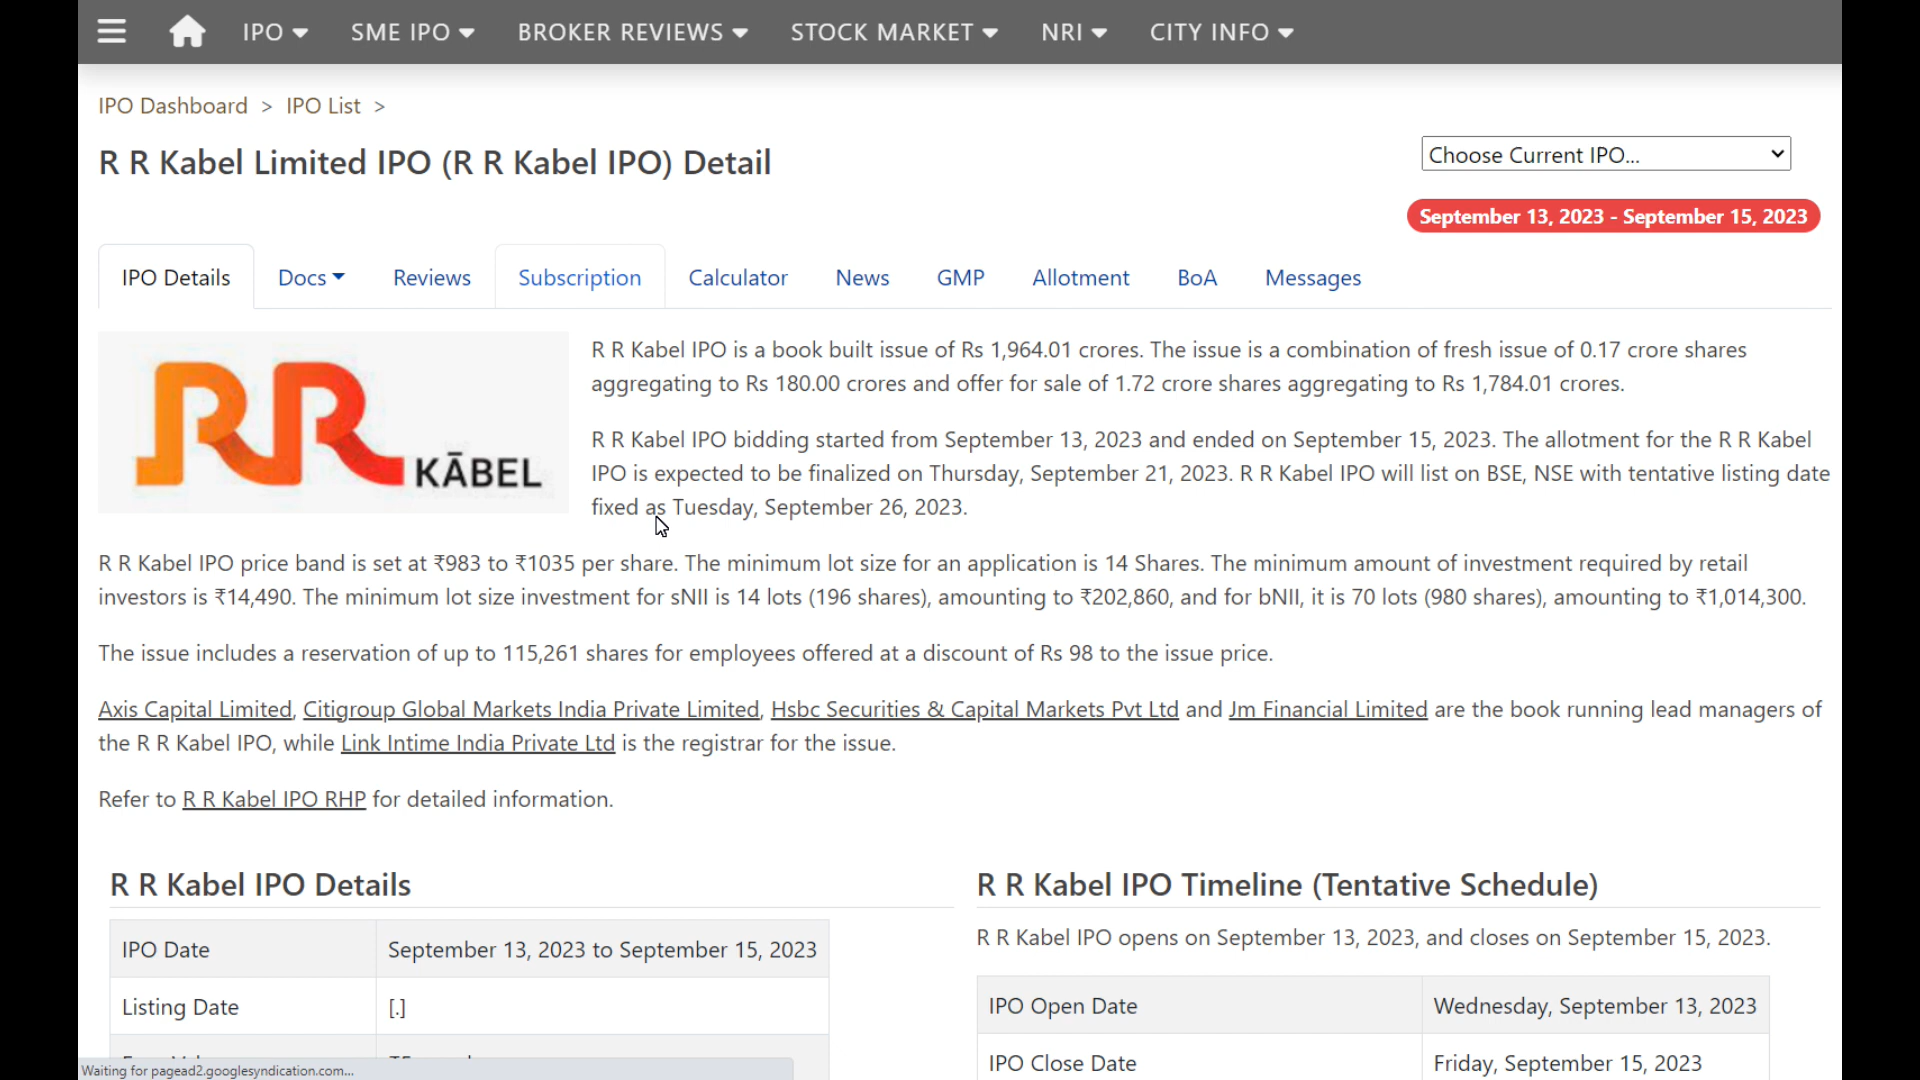 IPO SME IPO BROKER REVIEWS STOCK MARKET NRI CITY INFO
IPO Dashboard > IPO List >
R R Kabel Limited IPO (R R Kabel IPO) Detail
Choose Current IPO...
September 13, 2023 - September 15, 2023
IPO Details Docs Reviews Subscription Calculator News GMP Allotment BoA Messages
RR KĀBEL
R R Kabel IPO is a book built issue of Rs 1,964.01 crores. The issue is a combination of fresh issue of 0.17 crore shares
aggregating to Rs 180.00 crores and offer for sale of 1.72 crore shares aggregating to Rs 1,784.01 crores.
R R Kabel IPO bidding started from September 13, 2023 and ended on September 15, 2023. The allotment for the R R Kabel
IPO is expected to be finalized on Thursday, September 21, 2023. R R Kabel IPO will list on BSE, NSE with tentative listing date
fixed as Tuesday, September 26, 2023.
R R Kabel IPO price band is set at ₹983 to ₹1035 per share. The minimum lot size for an application is 14 Shares. The minimum amount of investment required by retail
investors is ₹14,490. The minimum lot size investment for sNII is 14 lots (196 shares), amounting to ₹202,860, and for bNII, it is 70 lots (980 shares), amounting to ₹1,014,300.
The issue includes a reservation of up to 115,261 shares for employees offered at a discount of Rs 98 to the issue price.
Axis Capital Limited, Citigroup Global Markets India Private Limited, Hsbc Securities & Capital Markets Pvt Ltd and Jm Financial Limited are the book running lead managers of
the R R Kabel IPO, while Link Intime India Private Ltd is the registrar for the issue.
Refer to R R Kabel IPO RHP for detailed information.
R R Kabel IPO Details
IPO Date September 13, 2023 to September 15, 2023
Listing Date [.]
R R Kabel IPO Timeline (Tentative Schedule)
R R Kabel IPO opens on September 13, 2023, and closes on September 15, 2023.
IPO Open Date Wednesday, September 13, 2023
IPO Close Date Friday, September 15, 2023
Waiting for pagead2.googlesyndication.com...